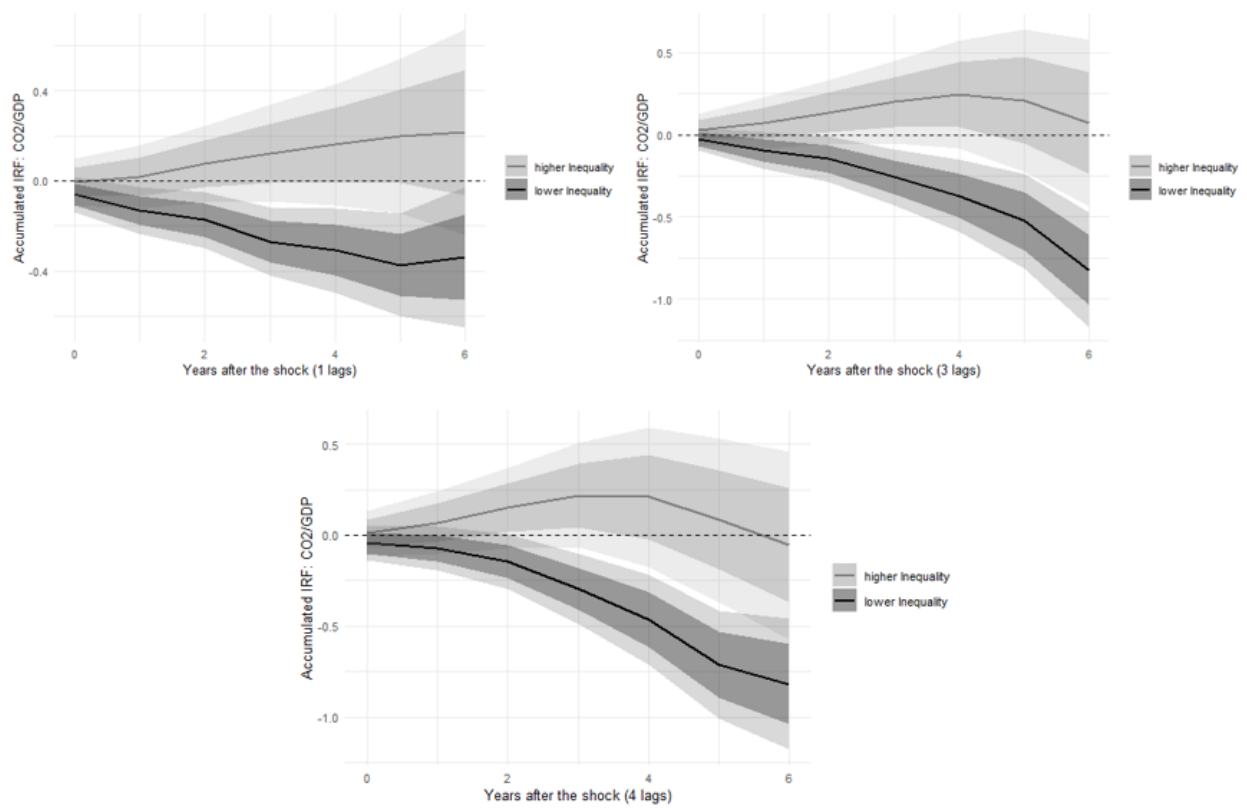 Accumulated IRF: CO2/GDP
0.4
0.0
-0.4
0
2
4
6
Years after the shock (1 lags)
higher Inequality
lower Inequality
Accumulated IRF: CO2/GDP
0.5
0.0
-0.5
-1.0
0
2
4
6
Years after the shock (3 lags)
higher Inequality
lower Inequality
Accumulated IRF: CO2/GDP
0.5
0.0
-0.5
-1.0
0
2
4
6
Years after the shock (4 lags)
higher Inequality
lower Inequality